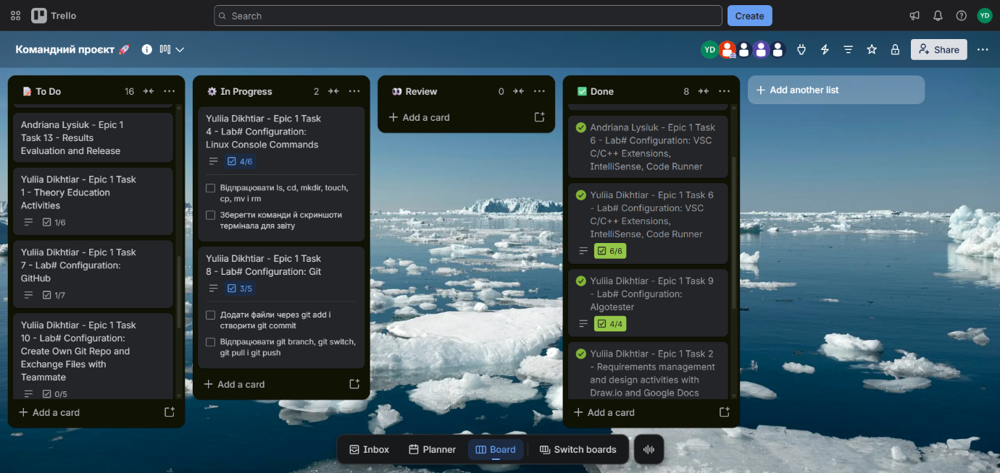 Trello
Search
Create
YD
Командний проєкт 🚀
YD
Share
📝 To Do
16
Andriana Lysiuk - Epic 1
Task 13 - Results
Evaluation and Release
Yuliia Dikhtiar - Epic 1 Task
1 - Theory Education
Activities
1/6
Yuliia Dikhtiar - Epic 1 Task
7 - Lab# Configuration:
GitHub
1/7
Yuliia Dikhtiar - Epic 1 Task
10 - Lab# Configuration:
Create Own Git Repo and
Exchange Files with
Teammate
0/5
+ Add a card
⚙️ In Progress
2
Yuliia Dikhtiar - Epic 1 Task
4 - Lab# Configuration:
Linux Console Commands
4/6
Відпрацювати ls, cd, mkdir, touch,
cp, mv і rm
Зберегти команди й скриншоти
термінала для звіту
Yuliia Dikhtiar - Epic 1 Task
8 - Lab# Configuration: Git
3/5
Додати файли через git add і
створити git commit
Відпрацювати git branch, git switch,
git pull і git push
+ Add a card
👀 Review
0
+ Add a card
✅ Done
8
Andriana Lysiuk - Epic 1 Task
6 - Lab# Configuration: VSC
C/C++ Extensions,
IntelliSense, Code Runner
Yuliia Dikhtiar - Epic 1 Task 6
- Lab# Configuration: VSC
C/C++ Extensions,
IntelliSense, Code Runner
6/6
Yuliia Dikhtiar - Epic 1 Task 9
- Lab# Configuration:
Algotester
4/4
Yuliia Dikhtiar - Epic 1 Task 2
- Requirements management
and design activities with
Draw.io and Google Docs
+ Add a card
+ Add another list
Inbox
Planner
Board
Switch boards